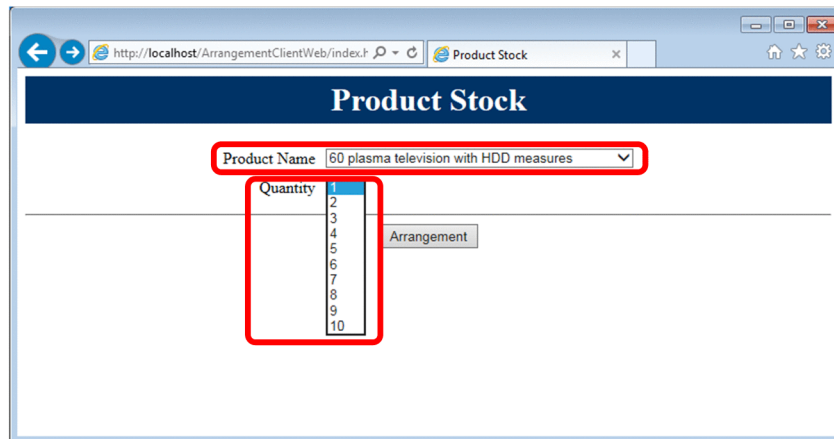 http://localhost/ArrangementClientWeb/index.h
Product Stock
Product Stock
Product Name 60 plasma television with HDD measures
Quantity 1
2
3
4
5
6
7
8
9
10
Arrangement